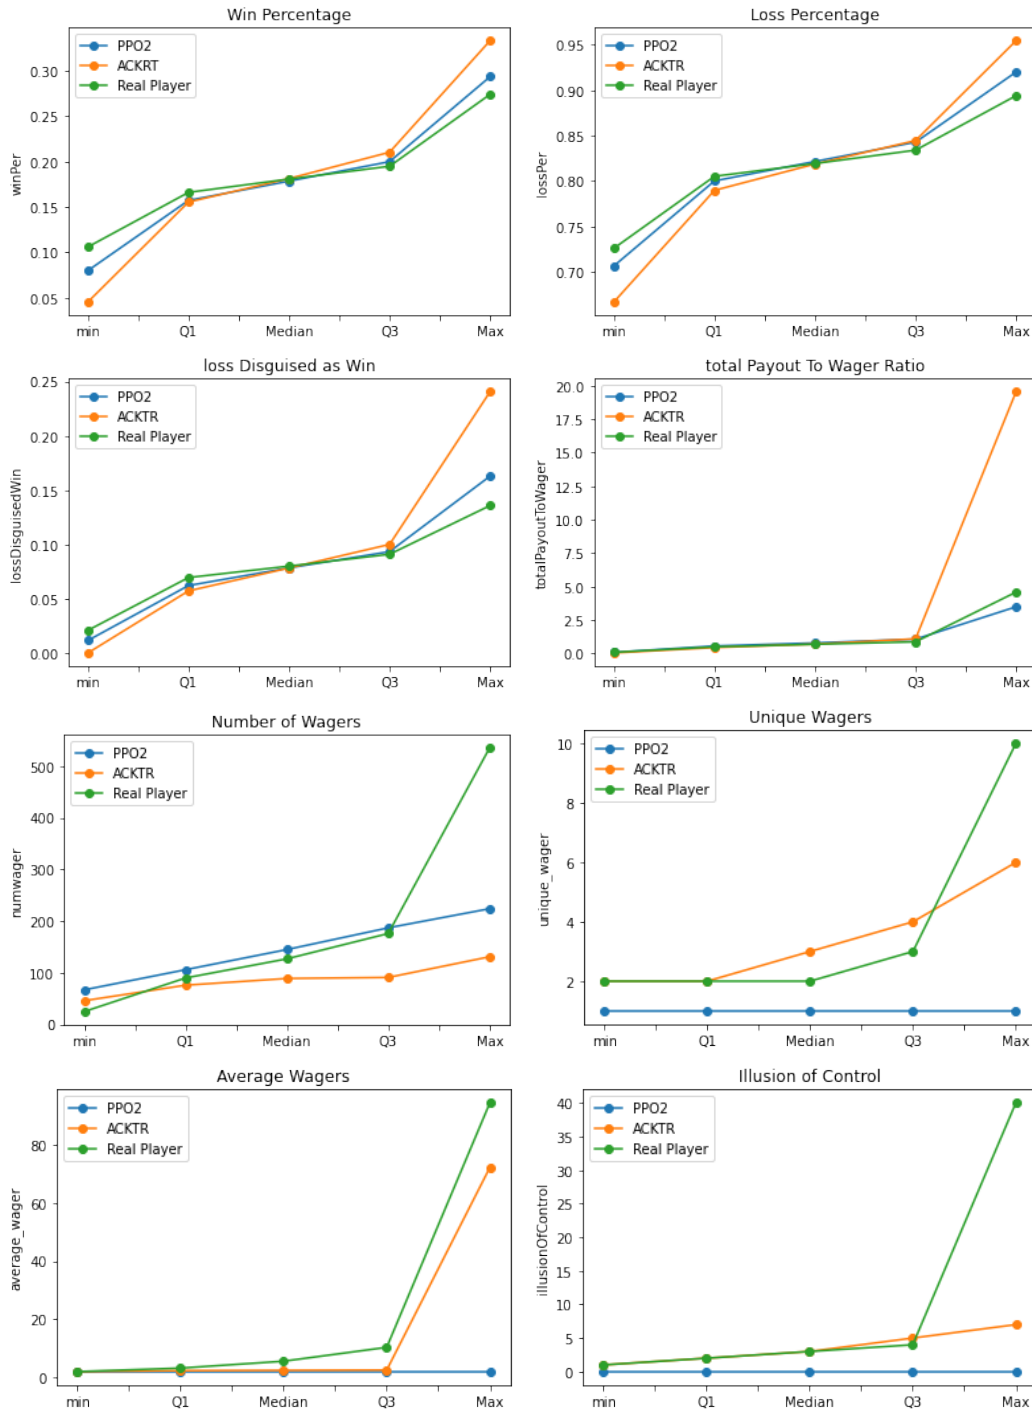 Win Percentage
PPO2
ACKRT
Real Player
winPer
0.30
0.25
0.20
0.15
0.10
0.05
min Q1 Median Q3 Max
Loss Percentage
PPO2
ACKTR
Real Player
lossPer
0.95
0.90
0.85
0.80
0.75
0.70
min Q1 Median Q3 Max
loss Disguised as Win
PPO2
ACKTR
Real Player
lossDisguisedWin
0.25
0.20
0.15
0.10
0.05
0.00
min Q1 Median Q3 Max
total Payout To Wager Ratio
PPO2
ACKTR
Real Player
totalPayoutToWager
20.0
17.5
15.0
12.5
10.0
7.5
5.0
2.5
0.0
min Q1 Median Q3 Max
Number of Wagers
PPO2
ACKTR
Real Player
numwager
500
400
300
200
100
0
min Q1 Median Q3 Max
Unique Wagers
PPO2
ACKTR
Real Player
unique_wager
10
8
6
4
2
min Q1 Median Q3 Max
Average Wagers
PPO2
ACKTR
Real Player
average_wager
80
60
40
20
0
min Q1 Median Q3 Max
Illusion of Control
PPO2
ACKTR
Real Player
illusionOfControl
40
35
30
25
20
15
10
5
0
min Q1 Median Q3 Max